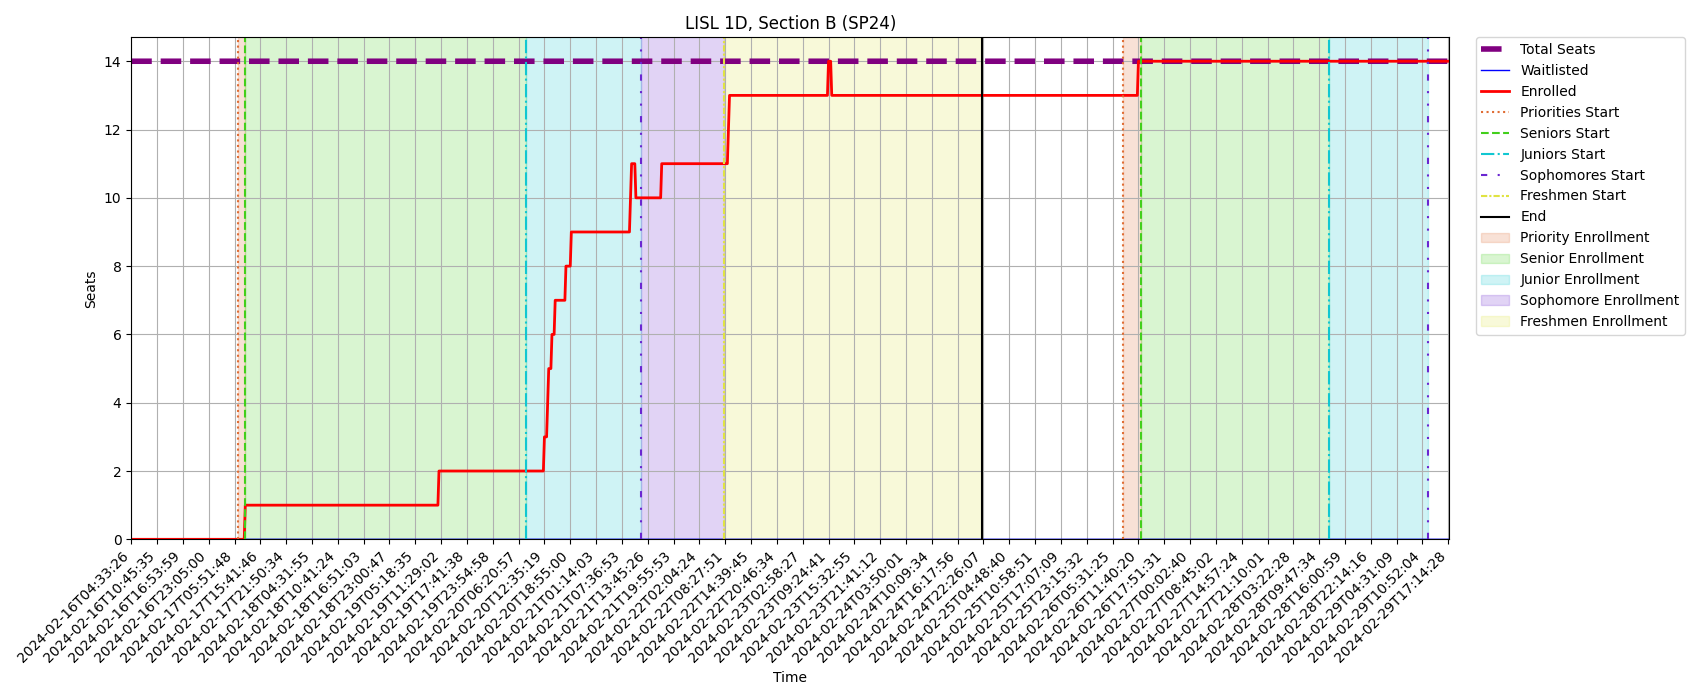 LISL 1D, Section B (SP24)
Seats
14
12
10
8
6
4
2
0
2024-02-16T04:33:26
2024-02-16T10:45:35
2024-02-16T16:53:59
2024-02-16T23:05:00
2024-02-17T05:51:48
2024-02-17T15:41:46
2024-02-17T21:50:34
2024-02-18T04:31:55
2024-02-18T10:41:24
2024-02-18T16:51:03
2024-02-18T23:00:47
2024-02-19T05:18:35
2024-02-19T11:29:02
2024-02-19T17:41:38
2024-02-19T23:54:58
2024-02-20T06:20:57
2024-02-20T12:35:19
2024-02-20T18:55:00
2024-02-21T01:14:03
2024-02-21T07:36:53
2024-02-21T13:45:26
2024-02-21T19:55:53
2024-02-22T02:04:24
2024-02-22T08:27:51
2024-02-22T14:39:45
2024-02-22T20:46:34
2024-02-23T02:58:27
2024-02-23T09:24:41
2024-02-23T15:32:55
2024-02-23T21:41:12
2024-02-24T03:50:01
2024-02-24T10:09:34
2024-02-24T16:17:56
2024-02-24T22:26:07
2024-02-25T04:48:40
2024-02-25T10:58:51
2024-02-25T17:07:09
2024-02-25T23:15:32
2024-02-26T05:31:25
2024-02-26T11:40:20
2024-02-26T17:51:31
2024-02-27T00:02:40
2024-02-27T08:45:02
2024-02-27T14:57:24
2024-02-27T21:10:01
2024-02-28T03:22:28
2024-02-28T09:47:34
2024-02-28T16:00:59
2024-02-28T22:14:16
2024-02-29T04:31:09
2024-02-29T10:52:04
2024-02-29T17:14:28
Time
Total Seats
Waitlisted
Enrolled
Priorities Start
Seniors Start
Juniors Start
Sophomores Start
Freshmen Start
End
Priority Enrollment
Senior Enrollment
Junior Enrollment
Sophomore Enrollment
Freshmen Enrollment